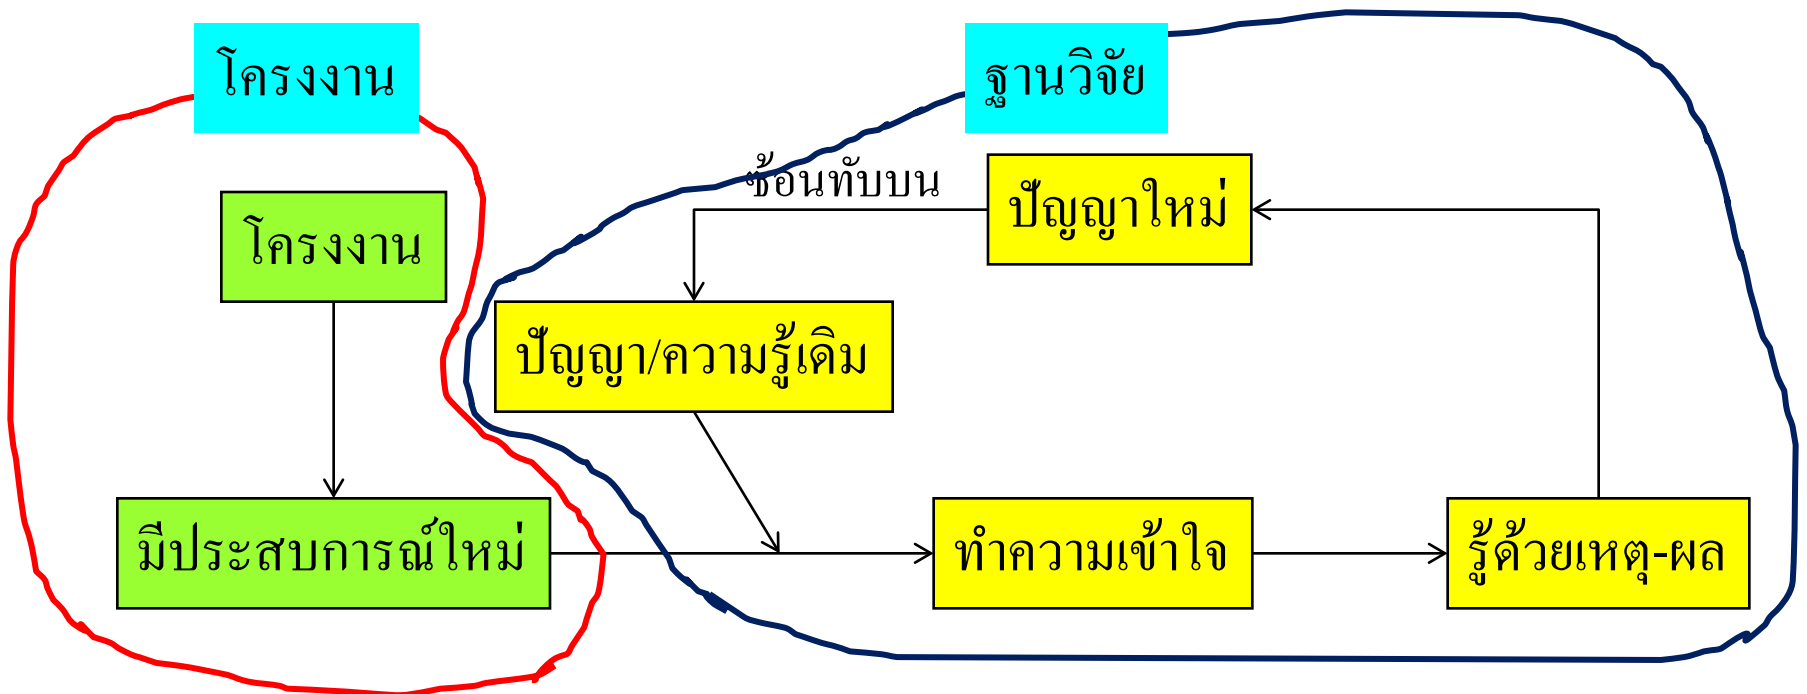 โครงงาน
ฐานวิจัย
ซ้อนทับบน
ปัญญาใหม่
โครงงาน
ปัญญา/ความรู้เดิม
มีประสบการณ์ใหม่
ทำความเข้าใจ
รู้ด้วยเหตุ-ผล